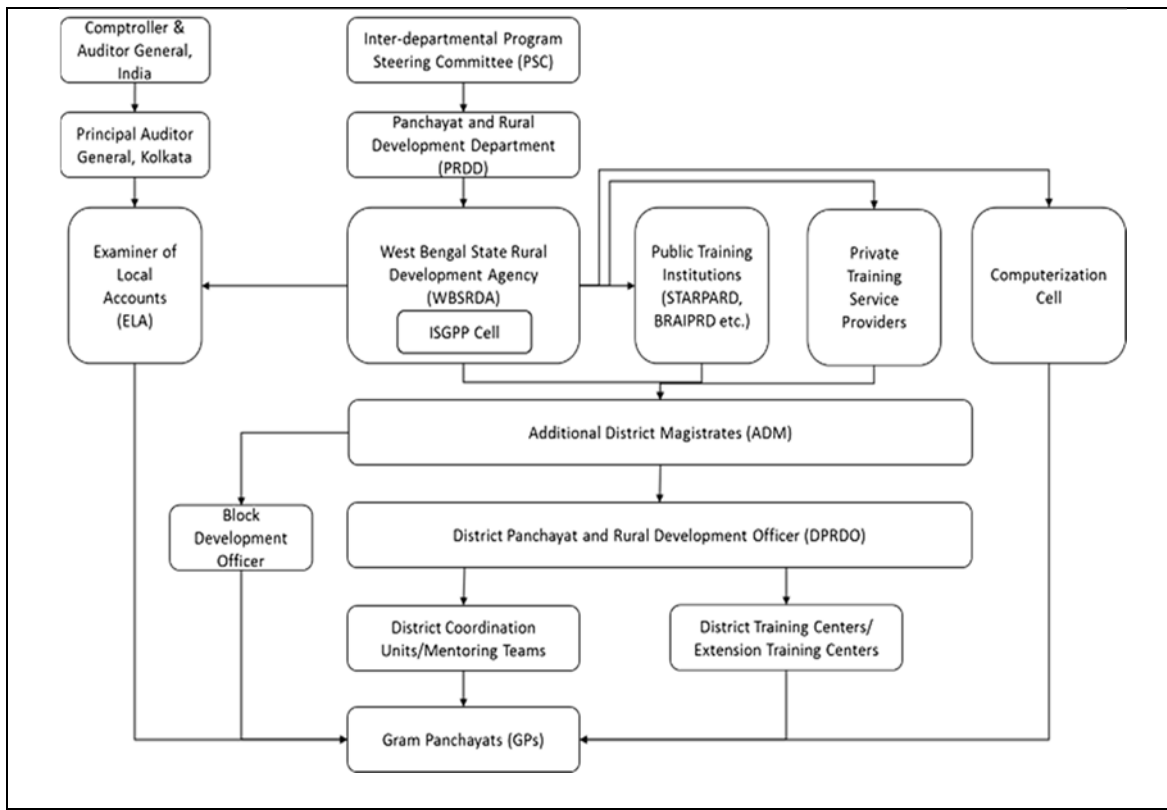 Comptroller &
Auditor General,
India
Inter-departmental Program
Steering Committee (PSC)
Principal Auditor
General, Kolkata
Panchayat and Rural
Development Department
(PRDD)
Examiner of
Local
Accounts
(ELA)
West Bengal State Rural
Development Agency
(WBSRDA)
ISGPP Cell
Public Training
Institutions
(STARPARD,
BRAIPRD etc.)
Private
Training
Service
Providers
Computerization
Cell
Additional District Magistrates (ADM)
Block
Development
Officer
District Panchayat and Rural Development Officer (DPRDO)
District Coordination
Units/Mentoring Teams
District Training Centers/
Extension Training Centers
Gram Panchayats (GPs)